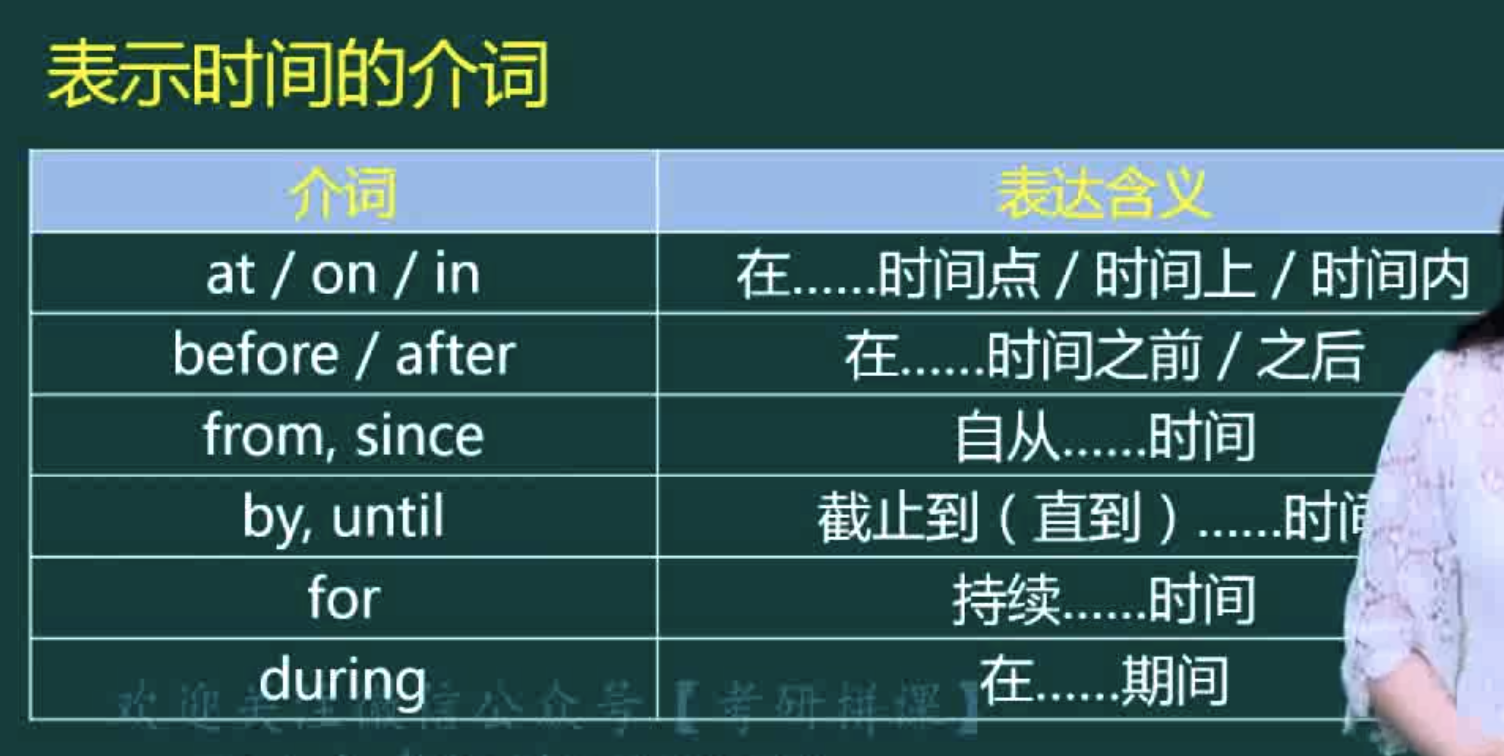 表示时间的介词
介词 表达含义
at / on / in 在......时间点 / 时间上 / 时间内
before / after 在......时间之前 / 之后
from, since 自从......时间
by, until 截止到（直到）......时间
for 持续......时间
during 在......期间
欢迎关注微信公众号【考研拼课】